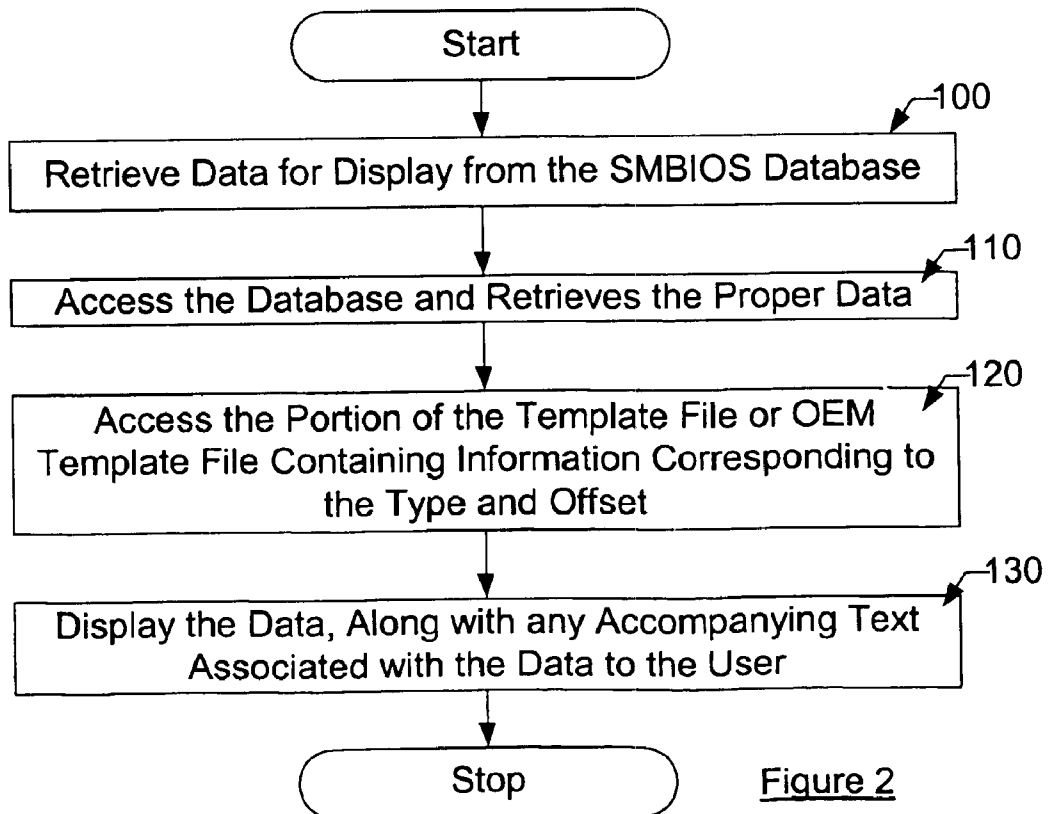 Start
100
Retrieve Data for Display from the SMBIOS Database
110
Access the Database and Retrieves the Proper Data
120
Access the Portion of the Template File or OEM
Template File Containing Information Corresponding to
the Type and Offset
130
Display the Data, Along with any Accompanying Text
Associated with the Data to the User
Stop
Figure 2